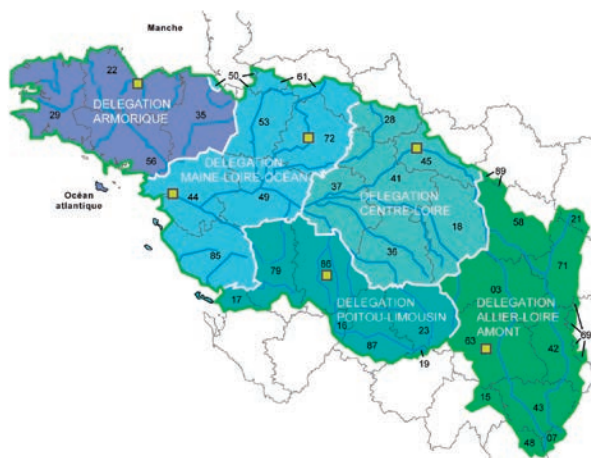 Manche
50
61
22
DELEGATION
ARMORIQUE
35
29
53
28
72
45
56
DELEGATION
MAINE-LOIRE-OCÉAN
89
Océan
atlantique
44
49
37
41
DELEGATION
CENTRE-LOIRE
58
21
18
71
85
79
36
86
03
17
DELEGATION
POITOU-LIMOUSIN
DELEGATION
ALLIER-LOIRE
AMONT
16
23
87
63
42
69
19
15
43
48
07